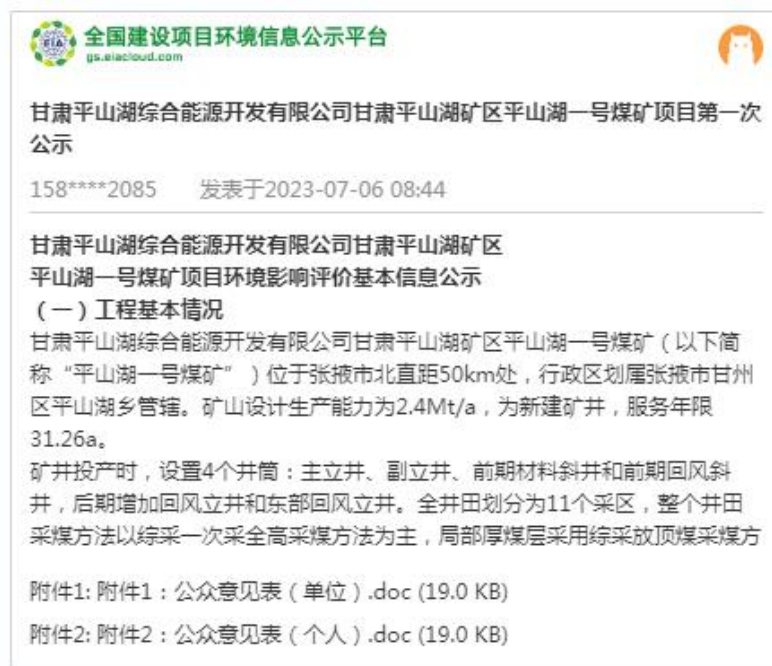 全国建设项目环境信息公示平台
gs.eiacloud.com
甘肃平山湖综合能源开发有限公司甘肃平山湖矿区平山湖一号煤矿项目第一次
公示
158****2085 发表于2023-07-06 08:44
甘肃平山湖综合能源开发有限公司甘肃平山湖矿区
平山湖一号煤矿项目环境影响评价基本信息公示
（一）工程基本情况
甘肃平山湖综合能源开发有限公司甘肃平山湖矿区平山湖一号煤矿（以下简
称“平山湖一号煤矿”）位于张掖市北直距50km处，行政区划属张掖市甘州
区平山湖乡管辖。矿山设计生产能力为2.4Mt/a，为新建矿井，服务年限
31.26a。
矿井投产时，设置4个井筒：主立井、副立井、前期材料斜井和前期回风斜
井，后期增加回风立井和东部回风立井。全井田划分为11个采区，整个井田
采煤方法以综采一次采全高采煤方法为主，局部厚煤层采用综采放顶煤采煤方
附件1: 附件1：公众意见表（单位）.doc (19.0 KB)
附件2: 附件2：公众意见表（个人）.doc (19.0 KB)